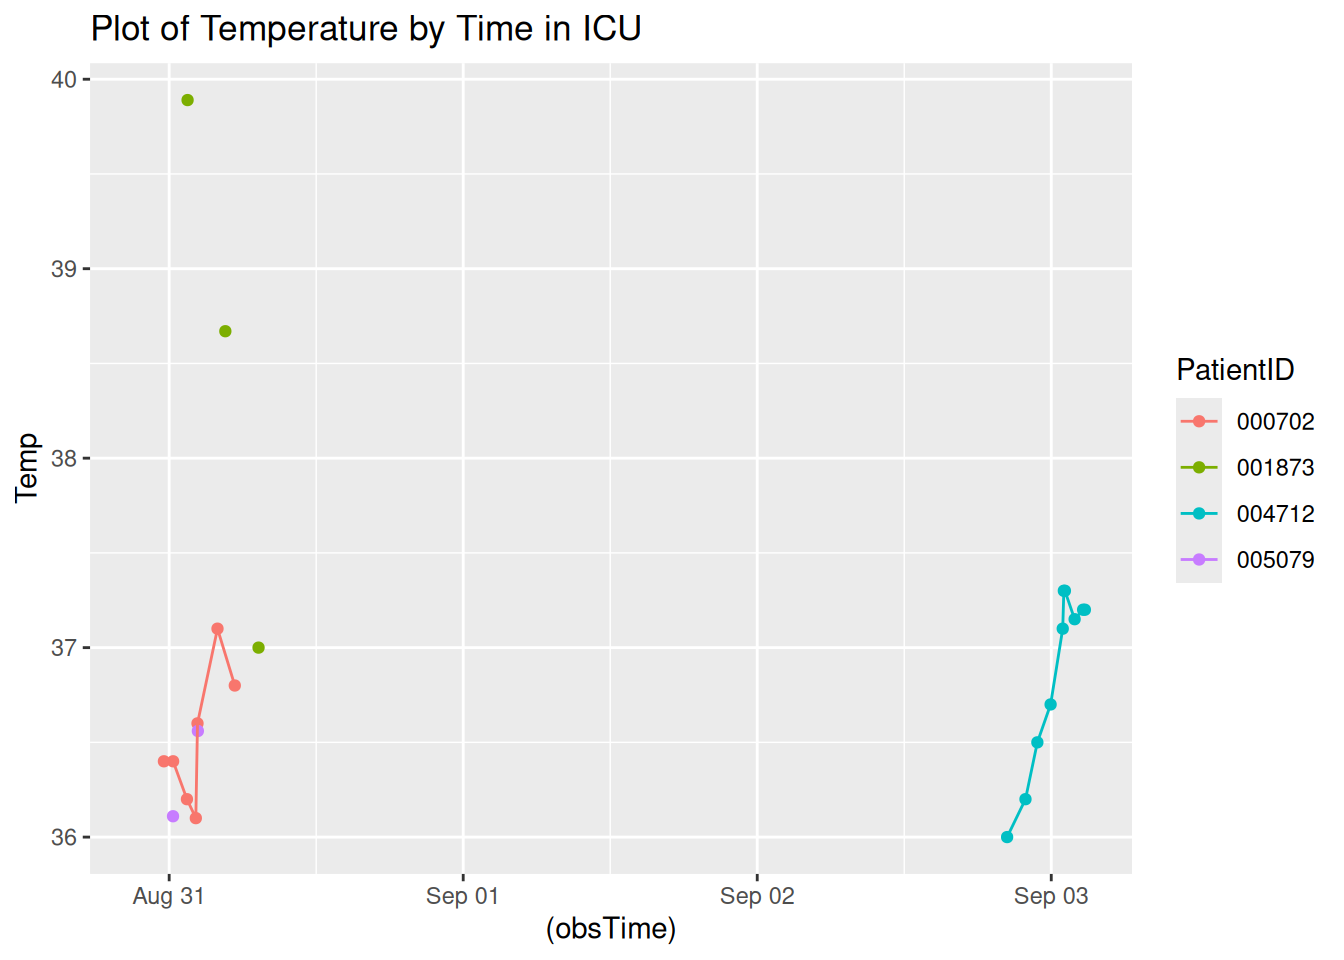 Plot of Temperature by Time in ICU
40
39
38
37
36
Temp
Aug 31
Sep 01
Sep 02
Sep 03
(obsTime)
PatientID
000702
001873
004712
005079